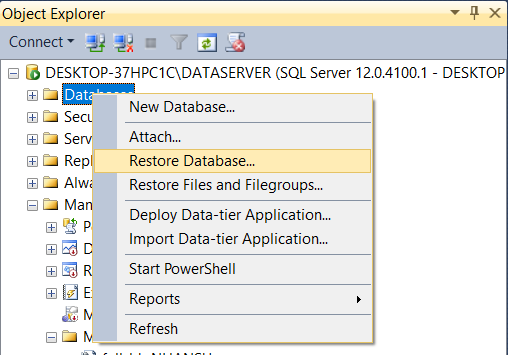 Object Explorer
Connect
DESKTOP-37HPC1C\DATASERVER (SQL Server 12.0.4100.1 - DESKTOP
Databases
New Database...
Attach...
Restore Database...
Restore Files and Filegroups...
Deploy Data-tier Application...
Import Data-tier Application...
Start PowerShell
Reports
Refresh
Secu
Serv
Repl
Alwa
Man
P
D
R
E
M
M